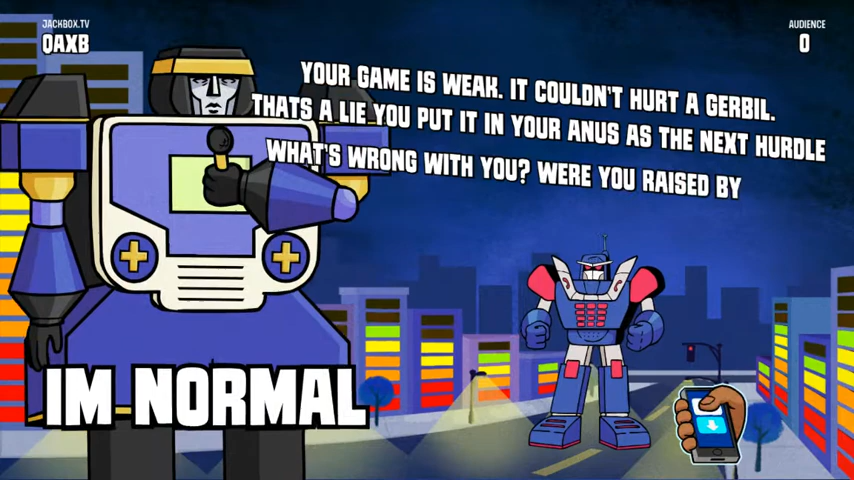 JACKBOX.TV
OAXB
AUDIENCE
0
YOUR GAME IS WEAK. IT COULDN'T HURT A GERBIL.
THATS A LIE YOU PUT IT IN YOUR ANUS AS THE NEXT HURDLE
WHAT'S WRONG WITH YOU? WERE YOU RAISED BY
IM NORMAL